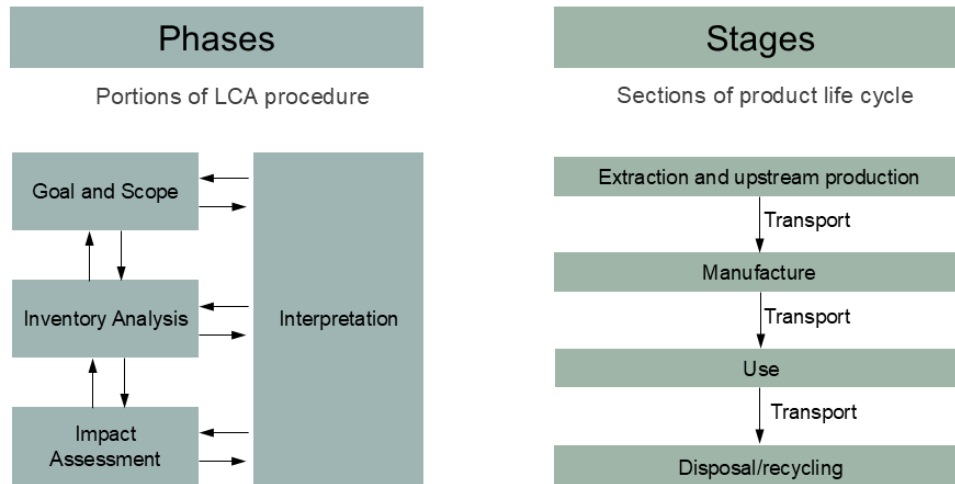 Phases
Portions of LCA procedure
Goal and Scope
Inventory Analysis
Impact
Assessment
Interpretation
Stages
Sections of product life cycle
Extraction and upstream production
Transport
Manufacture
Transport
Use
Transport
Disposal/recycling